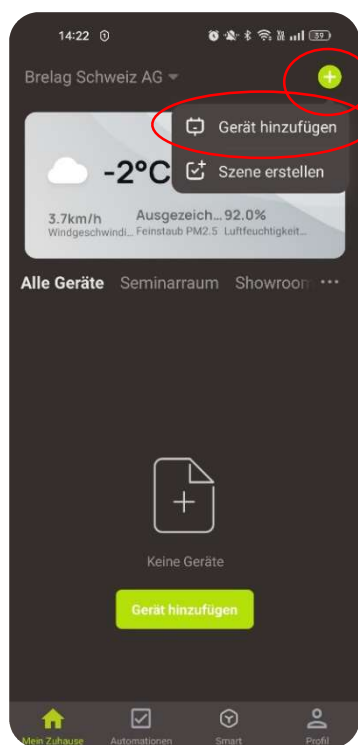 14:22 39
Brelag Schweiz AG
Gerät hinzufügen
-2°C Szene erstellen
3.7km/h Ausgezeich... 92.0%
Windgeschwindi... Feinstaub PM2.5 Luftfeuchtigkeit...
Alle Geräte Seminarraum Showroom
Keine Geräte
Gerät hinzufügen
Mein Zuhause Automationen Smart Profil